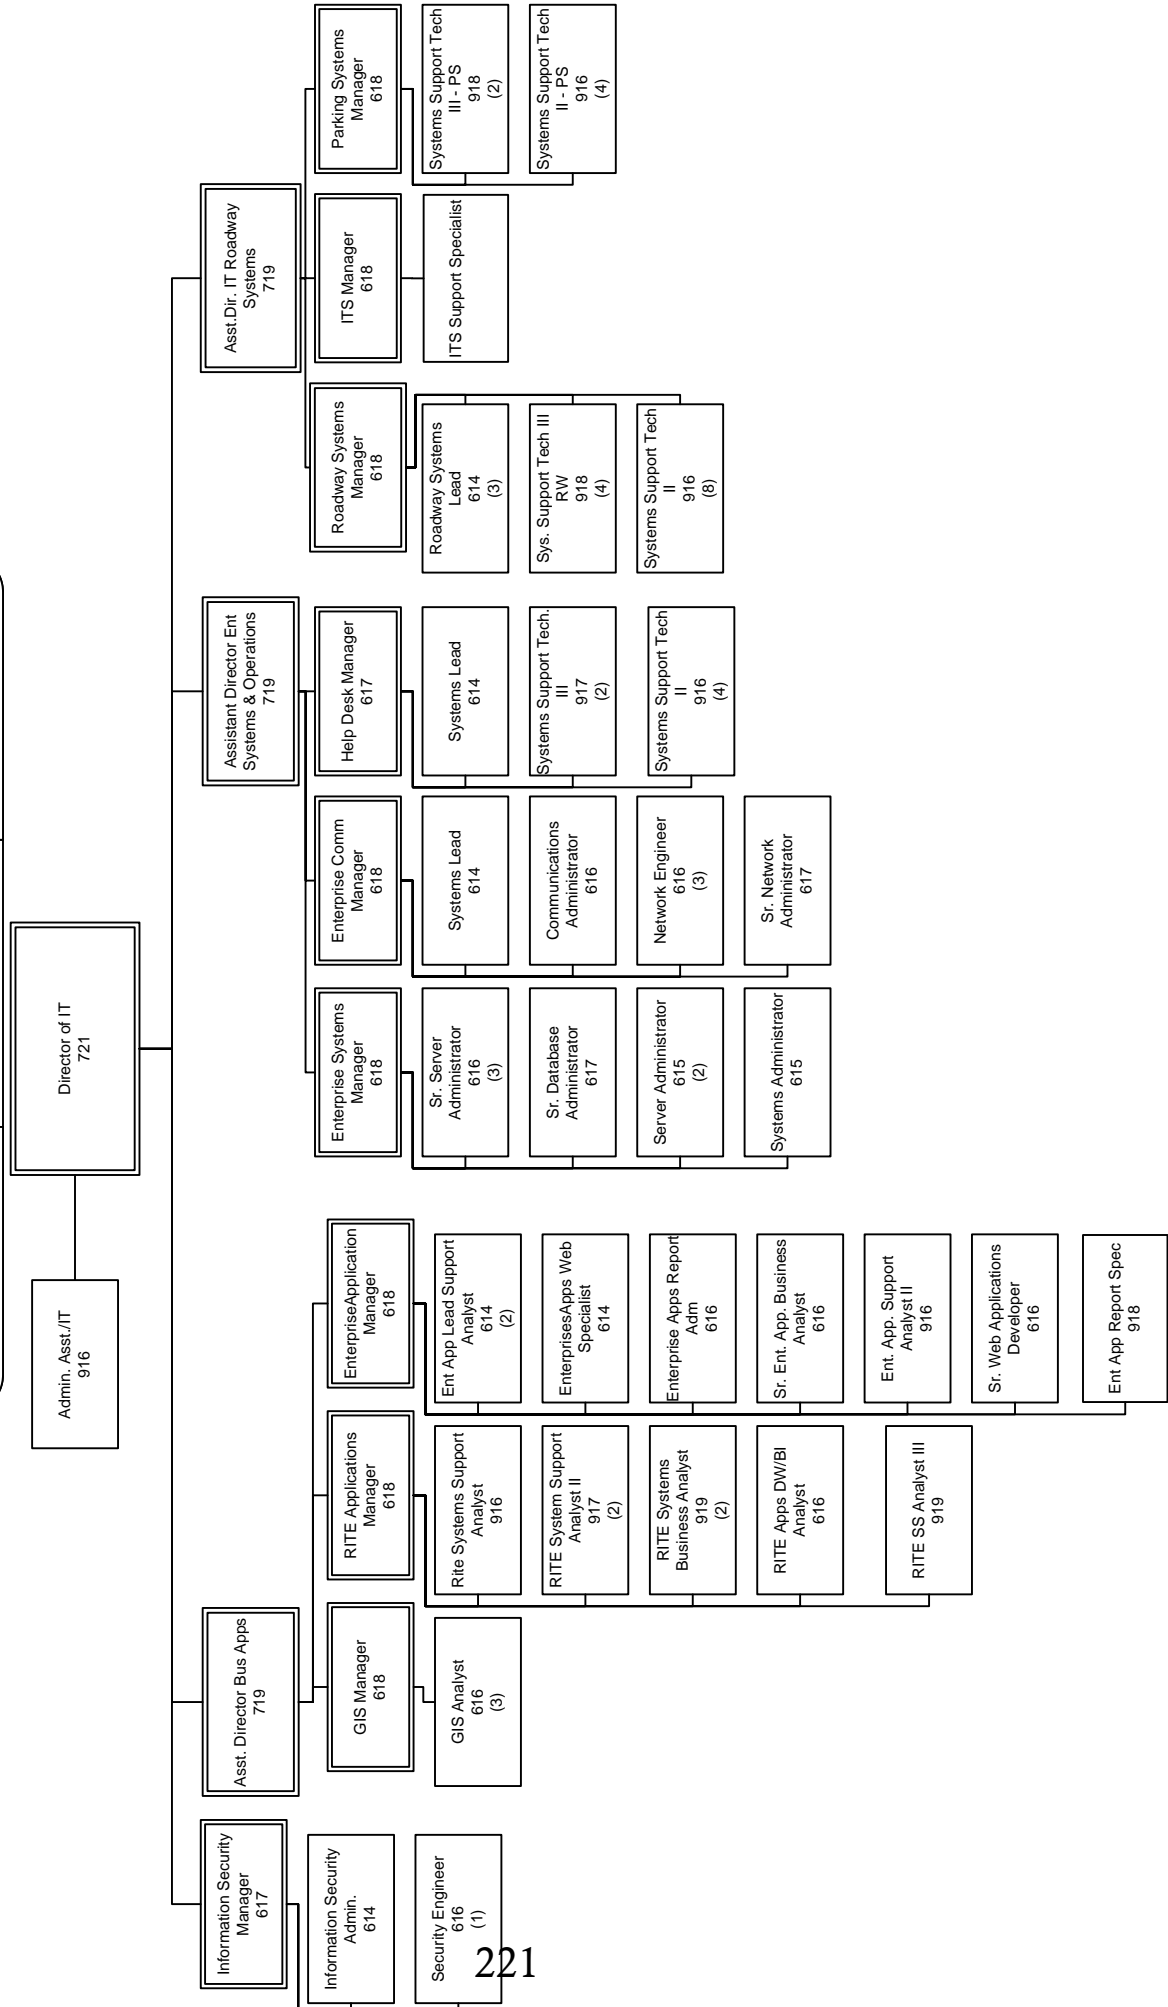 Director of IT
721
Admin. Asst./IT
916
Information Security
Manager
617
Information Security
Admin.
614
Security Engineer
616
(1)
Asst. Director Bus Apps
719
GIS Manager
618
GIS Analyst
616
(3)
RITE Applications
Manager
618
Rite Systems Support
Analyst
916
RITE System Support
Analyst II
917
(2)
RITE Systems
Business Analyst
919
(2)
RITE Apps DW/BI
Analyst
616
RITE SS Analyst III
919
EnterpriseApplication
Manager
618
Ent App Lead Support
Analyst
614
(2)
EnterprisesApps Web
Specialist
614
Enterprise Apps Report
Adm
616
Sr. Ent. App. Business
Analyst
616
Ent. App. Support
Analyst II
916
Sr. Web Applications
Developer
616
Ent App Report Spec
918
Assistant Director Ent
Systems & Operations
719
Enterprise Systems
Manager
618
Sr. Server
Administrator
616
(3)
Sr. Database
Administrator
617
Server Administrator
615
(2)
Systems Administrator
615
Enterprise Comm
Manager
618
Systems Lead
614
Communications
Administrator
616
Network Engineer
616
(3)
Sr. Network
Administrator
617
Help Desk Manager
617
Systems Lead
614
Systems Support Tech.
III
917
(2)
Systems Support Tech
II
916
(4)
Asst.Dir. IT Roadway
Systems
719
Roadway Systems
Manager
618
Roadway Systems
Lead
614
(3)
Sys. Support Tech III
RW
918
(4)
Systems Support Tech
II
916
(8)
ITS Manager
618
ITS Support Specialist
Parking Systems
Manager
618
Systems Support Tech
III - PS
918
(2)
Systems Support Tech
II - PS
916
(4)
221